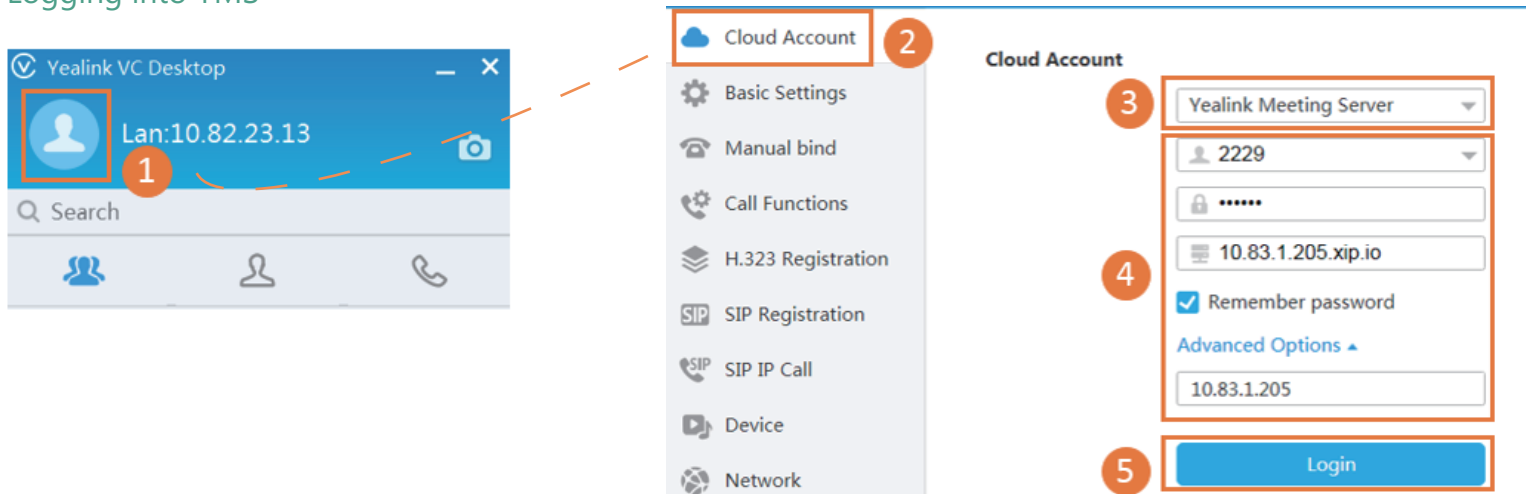 Logging into YMS
Yealink VC Desktop
Lan:10.82.23.13
1
Search
Cloud Account
2
Basic Settings
Manual bind
Call Functions
H.323 Registration
SIP
SIP Registration
SIP
SIP IP Call
Device
Network
Cloud Account
3
Yealink Meeting Server
2229
••••••
10.83.1.205.xip.io
4
Remember password
Advanced Options
10.83.1.205
5
Login